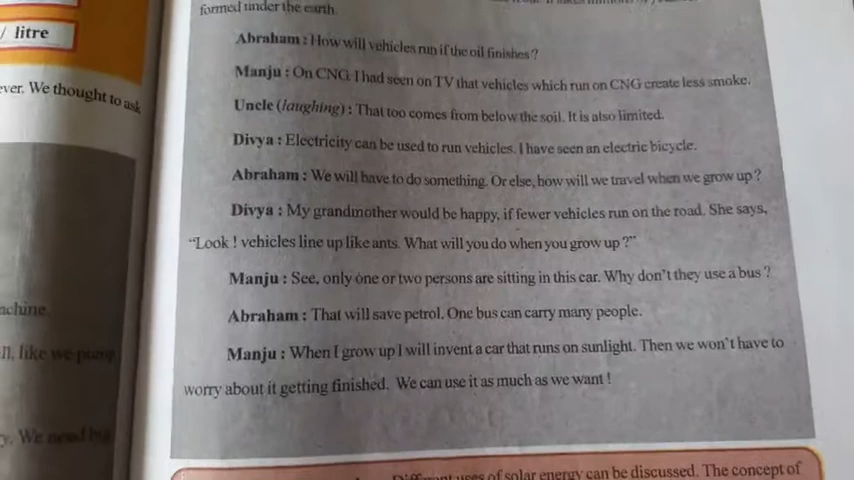 / litre
ever. We thought to ask
achine.
ll, like we pump
y. We need big
formed under the earth.
Abraham : How will vehicles run if the oil finishes?
Manju : On CNG. I had seen on TV that vehicles which run on CNG create less smoke.
Uncle (laughing) : That too comes from below the soil. It is also limited.
Divya : Electricity can be used to run vehicles. I have seen an electric bicycle.
Abraham : We will have to do something. Or else, how will we travel when we grow up?
Divya : My grandmother would be happy, if fewer vehicles run on the road. She says,
“Look ! vehicles line up like ants. What will you do when you grow up ?”
Manju : See, only one or two persons are sitting in this car. Why don’t they use a bus ?
Abraham : That will save petrol. One bus can carry many people.
Manju : When I grow up I will invent a car that runs on sunlight. Then we won’t have to
worry about it getting finished. We can use it as much as we want !
Different uses of solar energy can be discussed. The concept of